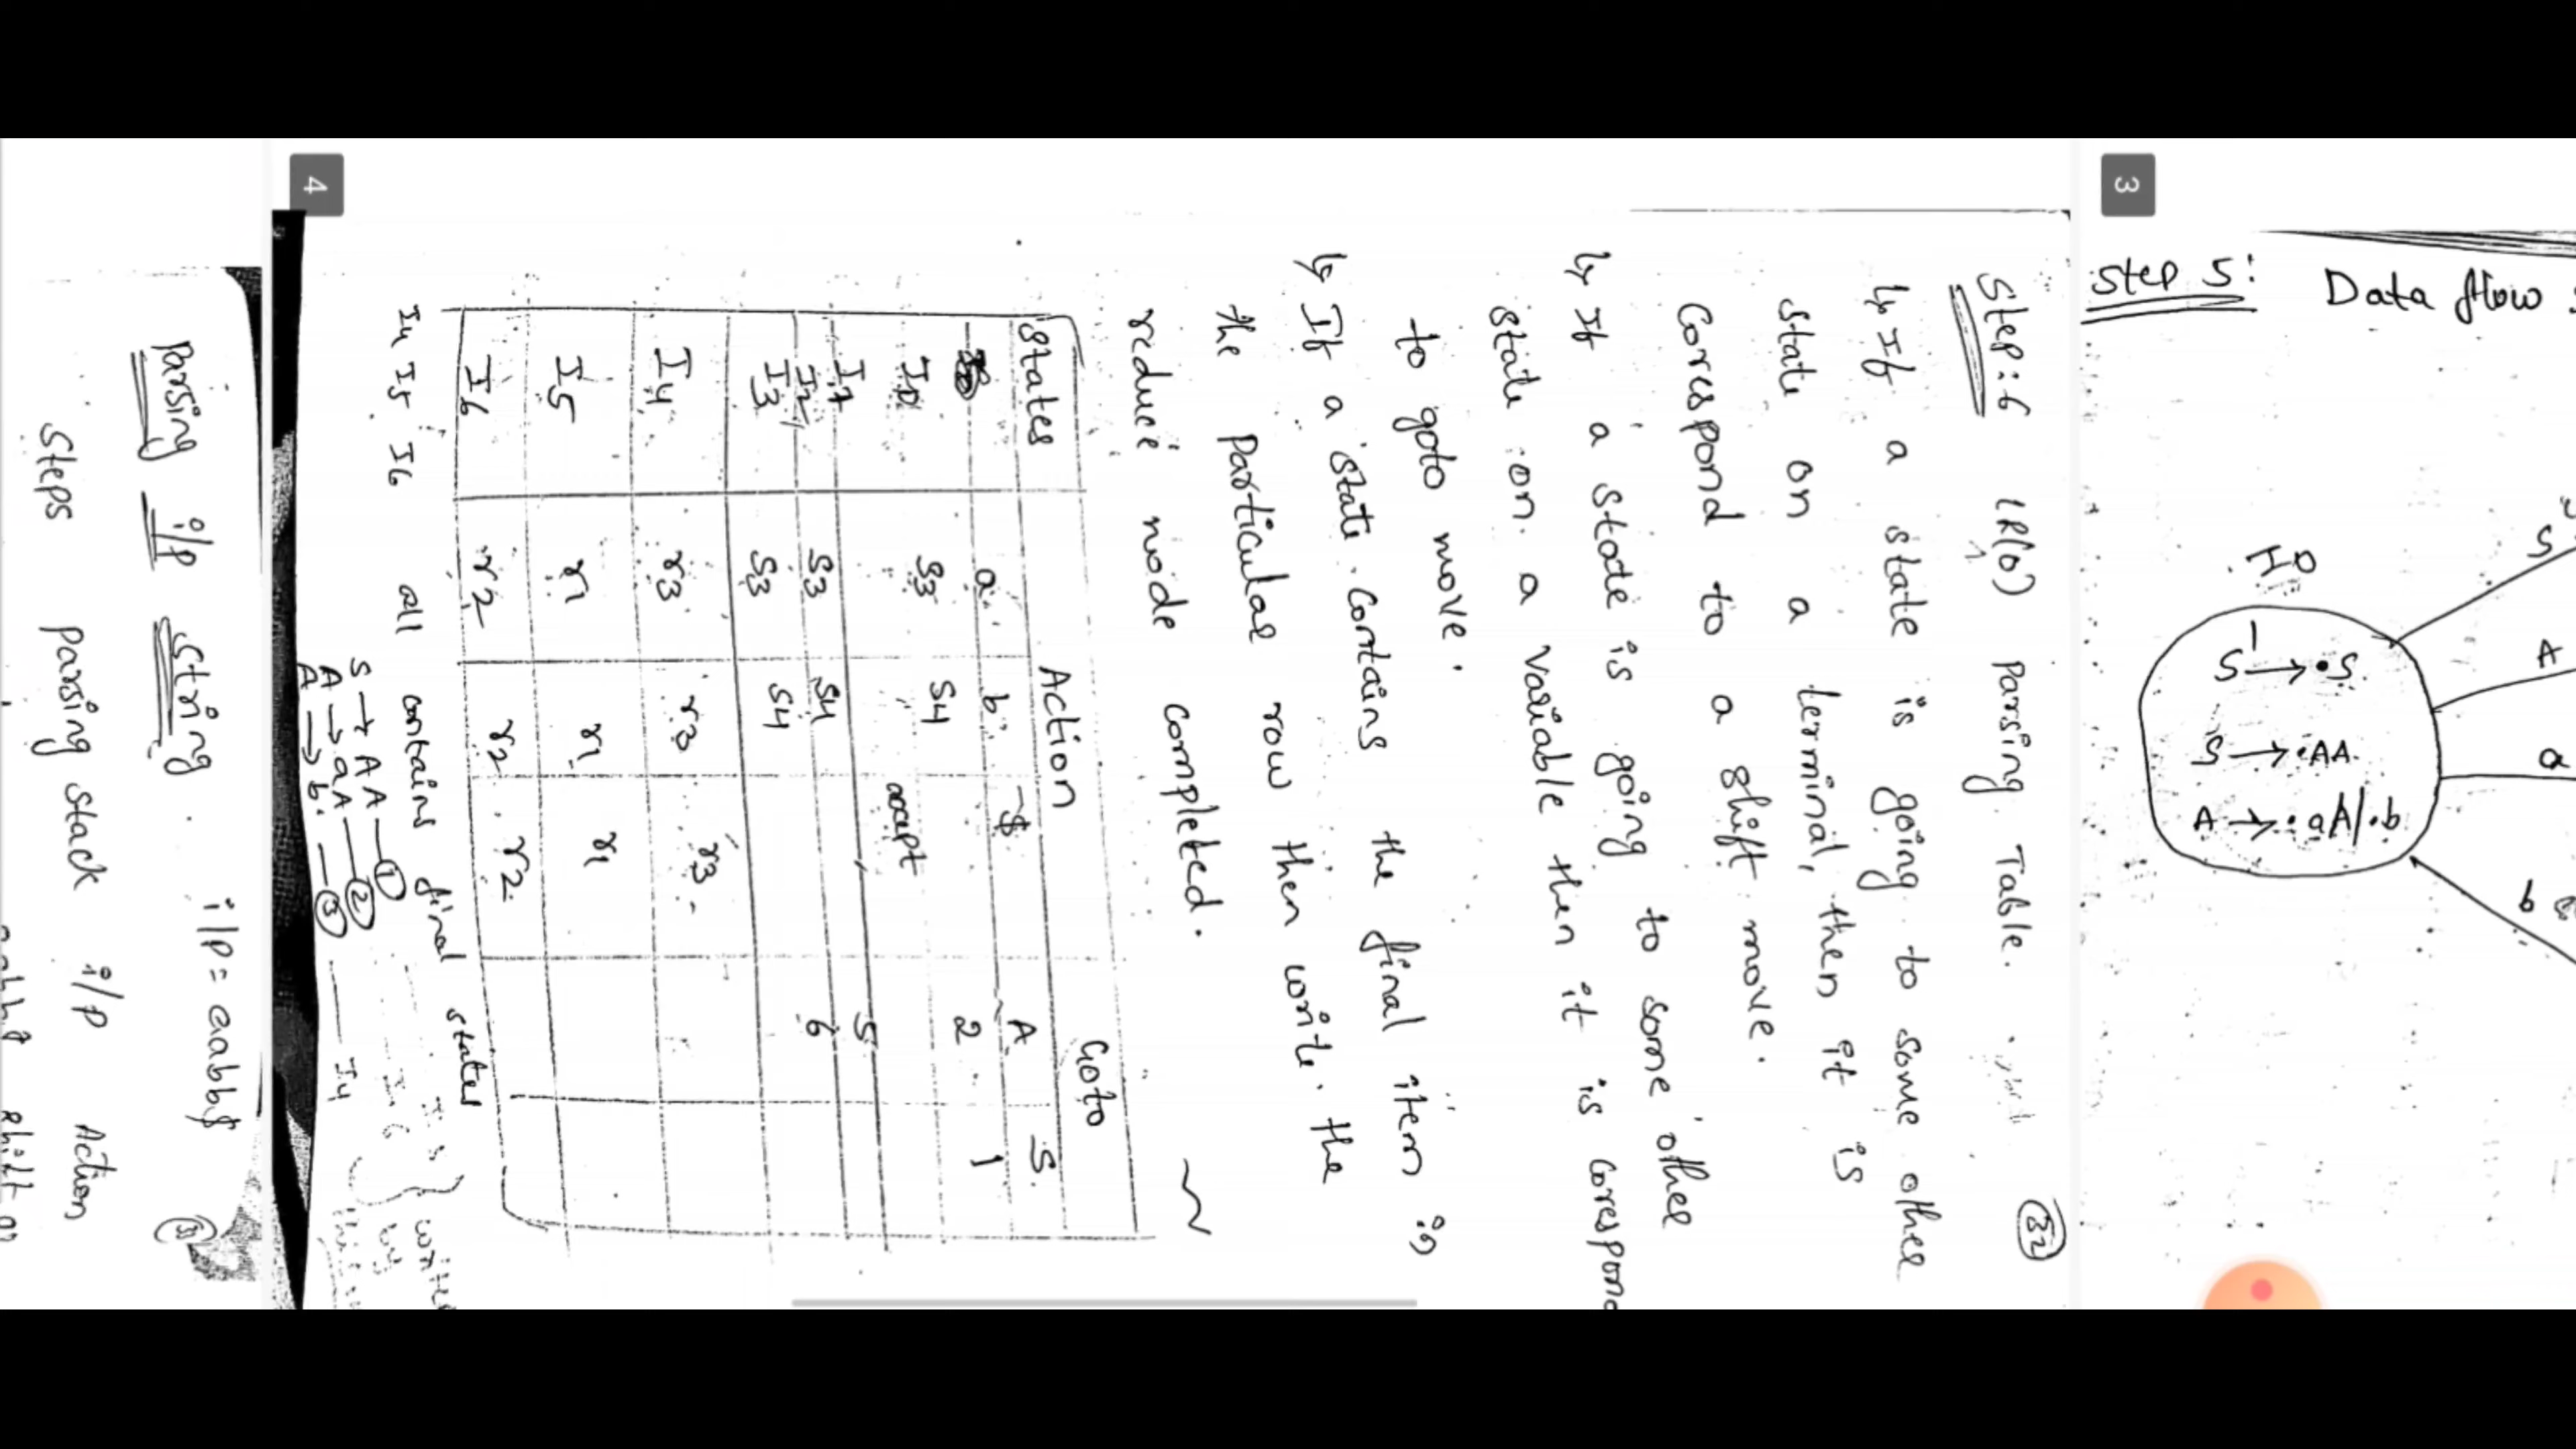 3
Step 5:
Data flow
I0
S' → •S
S → •AA
A → •aA/•b
S
A
a
b
4
32
Step:6 LR(0) Parsing Table.
↳ If a state is going to some other
state on a terminal, then it is
Correspond to a shift move.
↳ If a state is going to some other
state on a variable then it is correspond
to goto move.
↳ If a state contains the final item in
the particular row then write the
reduce node completed.
States Action Goto
a b $ A S
I0 S3 S4 2 1
I1 accept
I2 S3 S4 5
I3 S3 S4 6
I4 r3 r3 r3
I5 r1 r1 r1
I6 r2 r2 r2
I4 I5 I6 all contains final states
S → AA — 1
A → aA — 2
A → b. — 3 — I4
Parsing i/p string. i/p = aabb$
Steps Parsing stack i/p Action